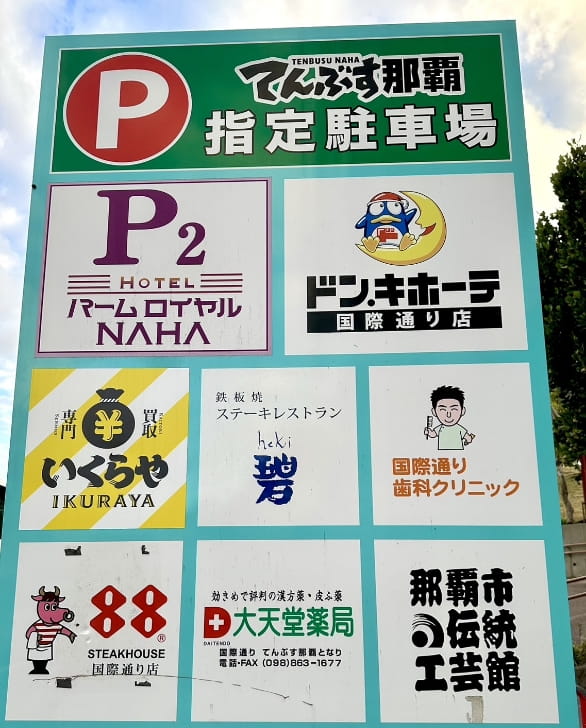 P
TENBUSU NAHA
てんぶす那覇
指定駐車場
P2
HOTEL
パーム ロイヤル
NAHA
ドン.キホーテ
国際通り店
専門
Senmon
¥
買取
Kaitori
いくらや
IKURAYA
鉄板焼
ステーキレストラン
heki
碧
国際通り
歯科クリニック
88
®
STEAKHOUSE
国際通り店
効きめで評判の漢方薬・皮ふ薬
D
大天堂薬局
DAITENDO
国際通り てんぶす那覇となり
電話・FAX (098)863-1677
那覇市
の伝統
工芸館